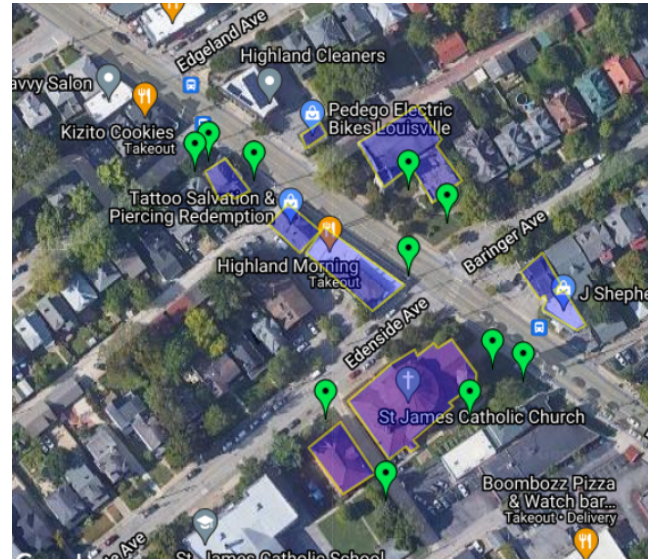 Edgeland Ave
Highland Cleaners
avvy Salon
Kizito Cookies
Takeout
Pedego Electric
Bikes Louisville
Tattoo Salvation &
Piercing Redemption
Baringer Ave
Highland Morning
Takeout
J Shephe
Edenside Ave
St James Catholic Church
Boombozz Pizza
& Watch bar...
Takeout • Delivery
St James Catholic School